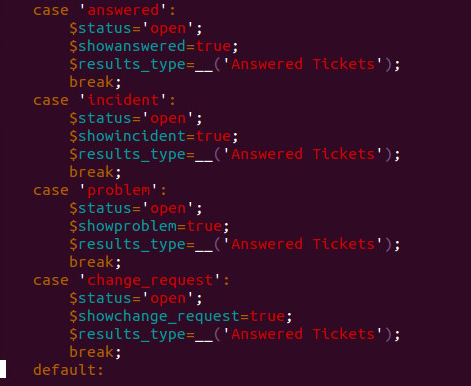 case 'answered':
$status='open';
$showanswered=true;
$results_type=__('Answered Tickets');
break;
case 'incident':
$status='open';
$showincident=true;
$results_type=__('Answered Tickets');
break;
case 'problem':
$status='open';
$showproblem=true;
$results_type=__('Answered Tickets');
break;
case 'change_request':
$status='open';
$showchange_request=true;
$results_type=__('Answered Tickets');
break;
default: